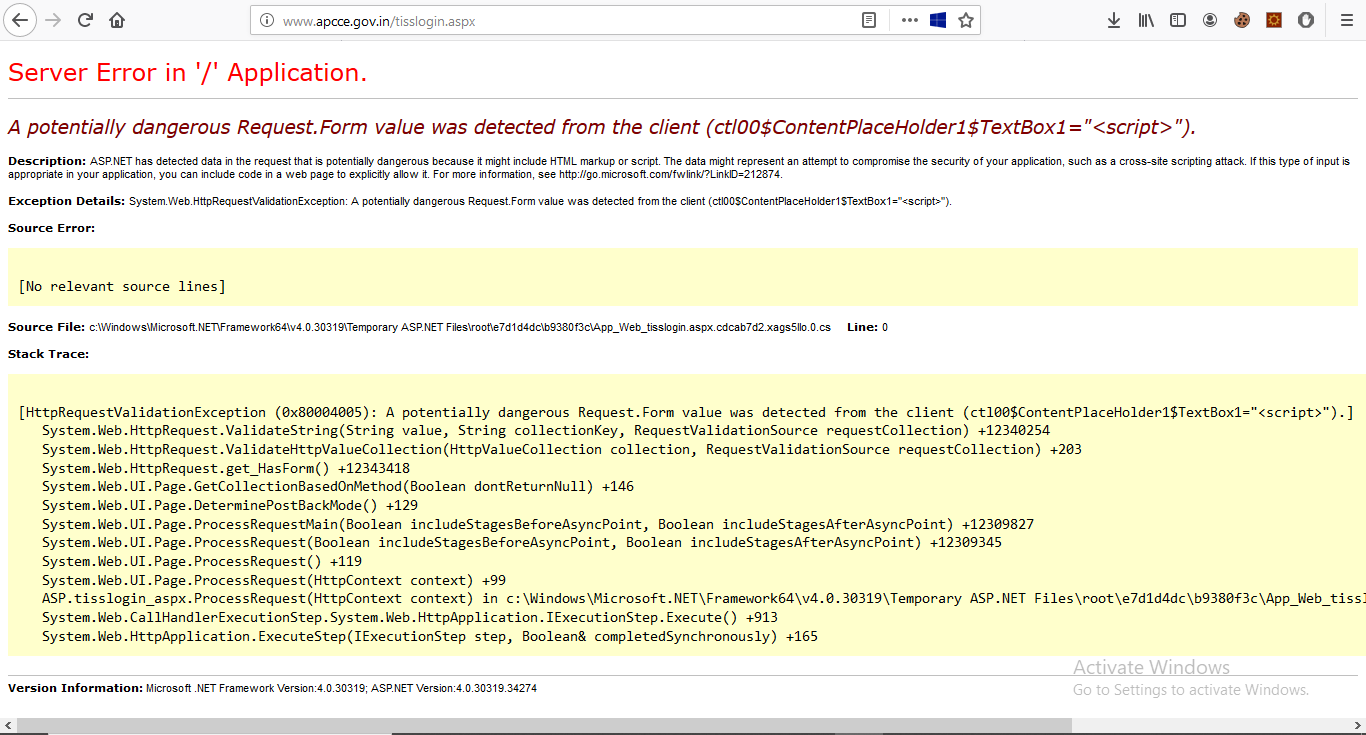 www.apcce.gov.in/tisslogin.aspx
Server Error in '/' Application.
A potentially dangerous Request.Form value was detected from the client (ctl00$ContentPlaceHolder1$TextBox1="<script>").
Description: ASP.NET has detected data in the request that is potentially dangerous because it might include HTML markup or script. The data might represent an attempt to compromise the security of your application, such as a cross-site scripting attack. If this type of input is
appropriate in your application, you can include code in a web page to explicitly allow it. For more information, see http://go.microsoft.com/fwlink/?LinkID=212874.
Exception Details: System.Web.HttpRequestValidationException: A potentially dangerous Request.Form value was detected from the client (ctl00$ContentPlaceHolder1$TextBox1="<script>").
Source Error:
[No relevant source lines]
Source File: c:\Windows\Microsoft.NET\Framework64\v4.0.30319\Temporary ASP.NET Files\root\e7d1d4dc\b9380f3c\App_Web_tisslogin.aspx.cdcab7d2.xags5llo.0.cs Line: 0
Stack Trace:
[HttpRequestValidationException (0x80004005): A potentially dangerous Request.Form value was detected from the client (ctl00$ContentPlaceHolder1$TextBox1="<script>").]
System.Web.HttpRequest.ValidateString(String value, String collectionKey, RequestValidationSource requestCollection) +12340254
System.Web.HttpRequest.ValidateHttpValueCollection(HttpValueCollection collection, RequestValidationSource requestCollection) +203
System.Web.HttpRequest.get_HasForm() +12343418
System.Web.UI.Page.GetCollectionBasedOnMethod(Boolean dontReturnNull) +146
System.Web.UI.Page.DeterminePostBackMode() +129
System.Web.UI.Page.ProcessRequestMain(Boolean includeStagesBeforeAsyncPoint, Boolean includeStagesAfterAsyncPoint) +12309827
System.Web.UI.Page.ProcessRequest(Boolean includeStagesBeforeAsyncPoint, Boolean includeStagesAfterAsyncPoint) +12309345
System.Web.UI.Page.ProcessRequest() +119
System.Web.UI.Page.ProcessRequest(HttpContext context) +99
ASP.tisslogin_aspx.ProcessRequest(HttpContext context) in c:\Windows\Microsoft.NET\Framework64\v4.0.30319\Temporary ASP.NET Files\root\e7d1d4dc\b9380f3c\App_Web_tissl
System.Web.CallHandlerExecutionStep.System.Web.HttpApplication.IExecutionStep.Execute() +913
System.Web.HttpApplication.ExecuteStep(IExecutionStep step, Boolean& completedSynchronously) +165
Activate Windows
Version Information: Microsoft .NET Framework Version:4.0.30319; ASP.NET Version:4.0.30319.34274
Go to Settings to activate Windows.